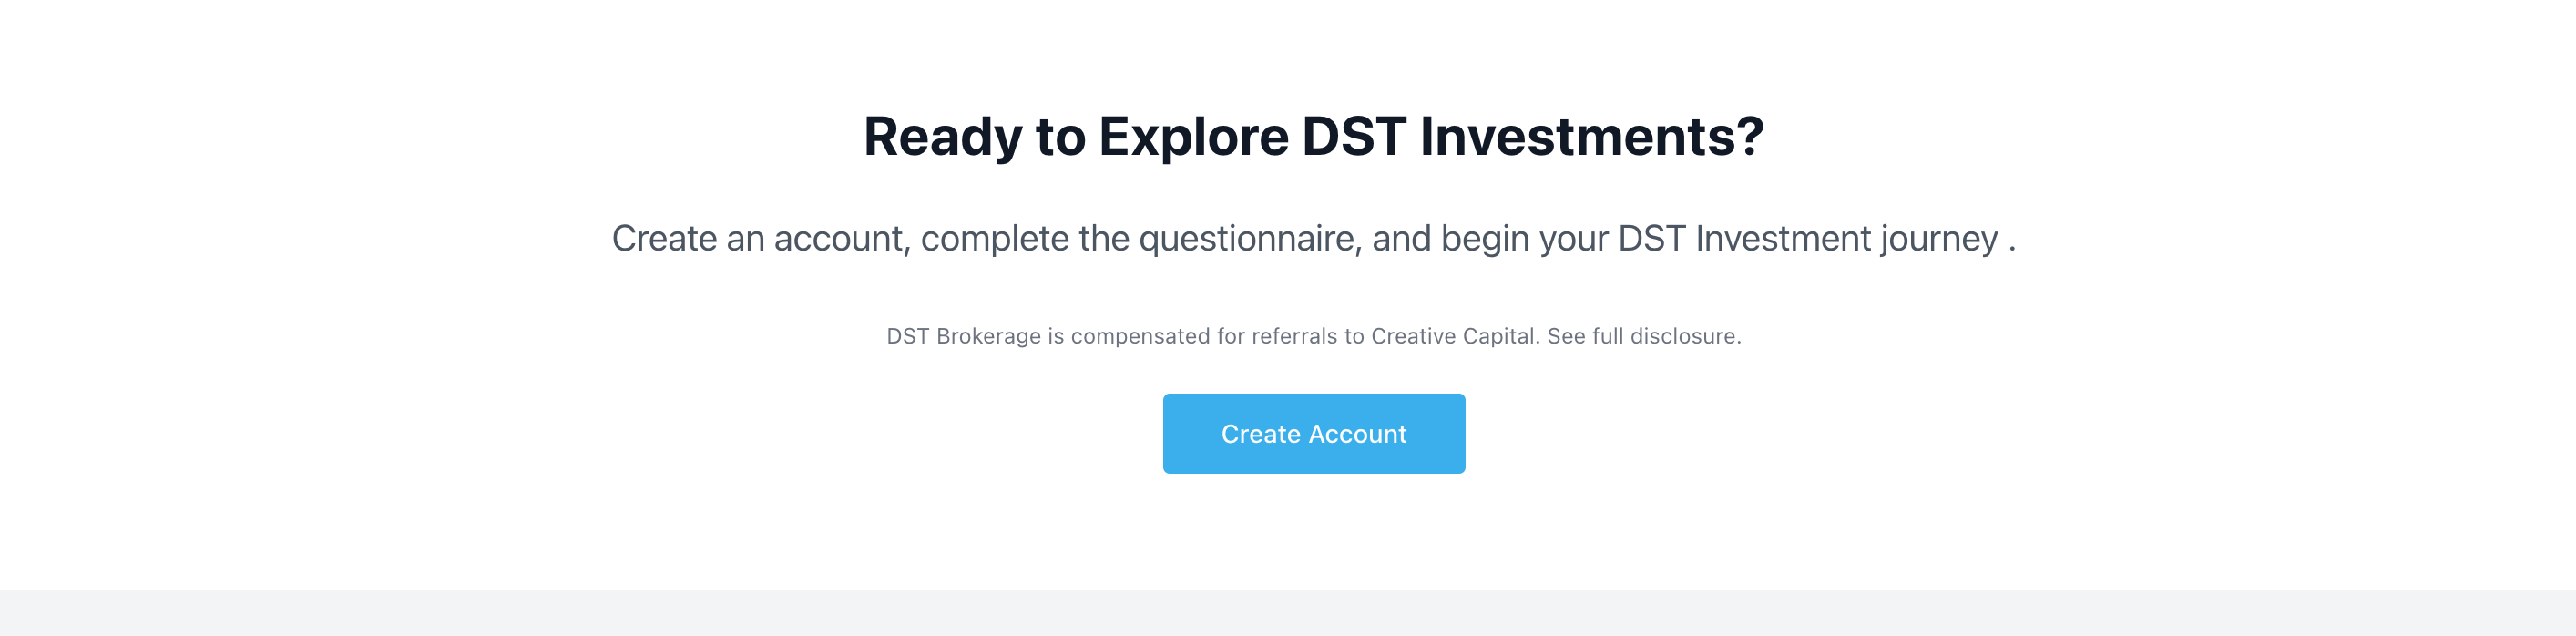 Ready to Explore DST Investments?
Create an account, complete the questionnaire, and begin your DST Investment journey .
DST Brokerage is compensated for referrals to Creative Capital. See full disclosure.
Create Account